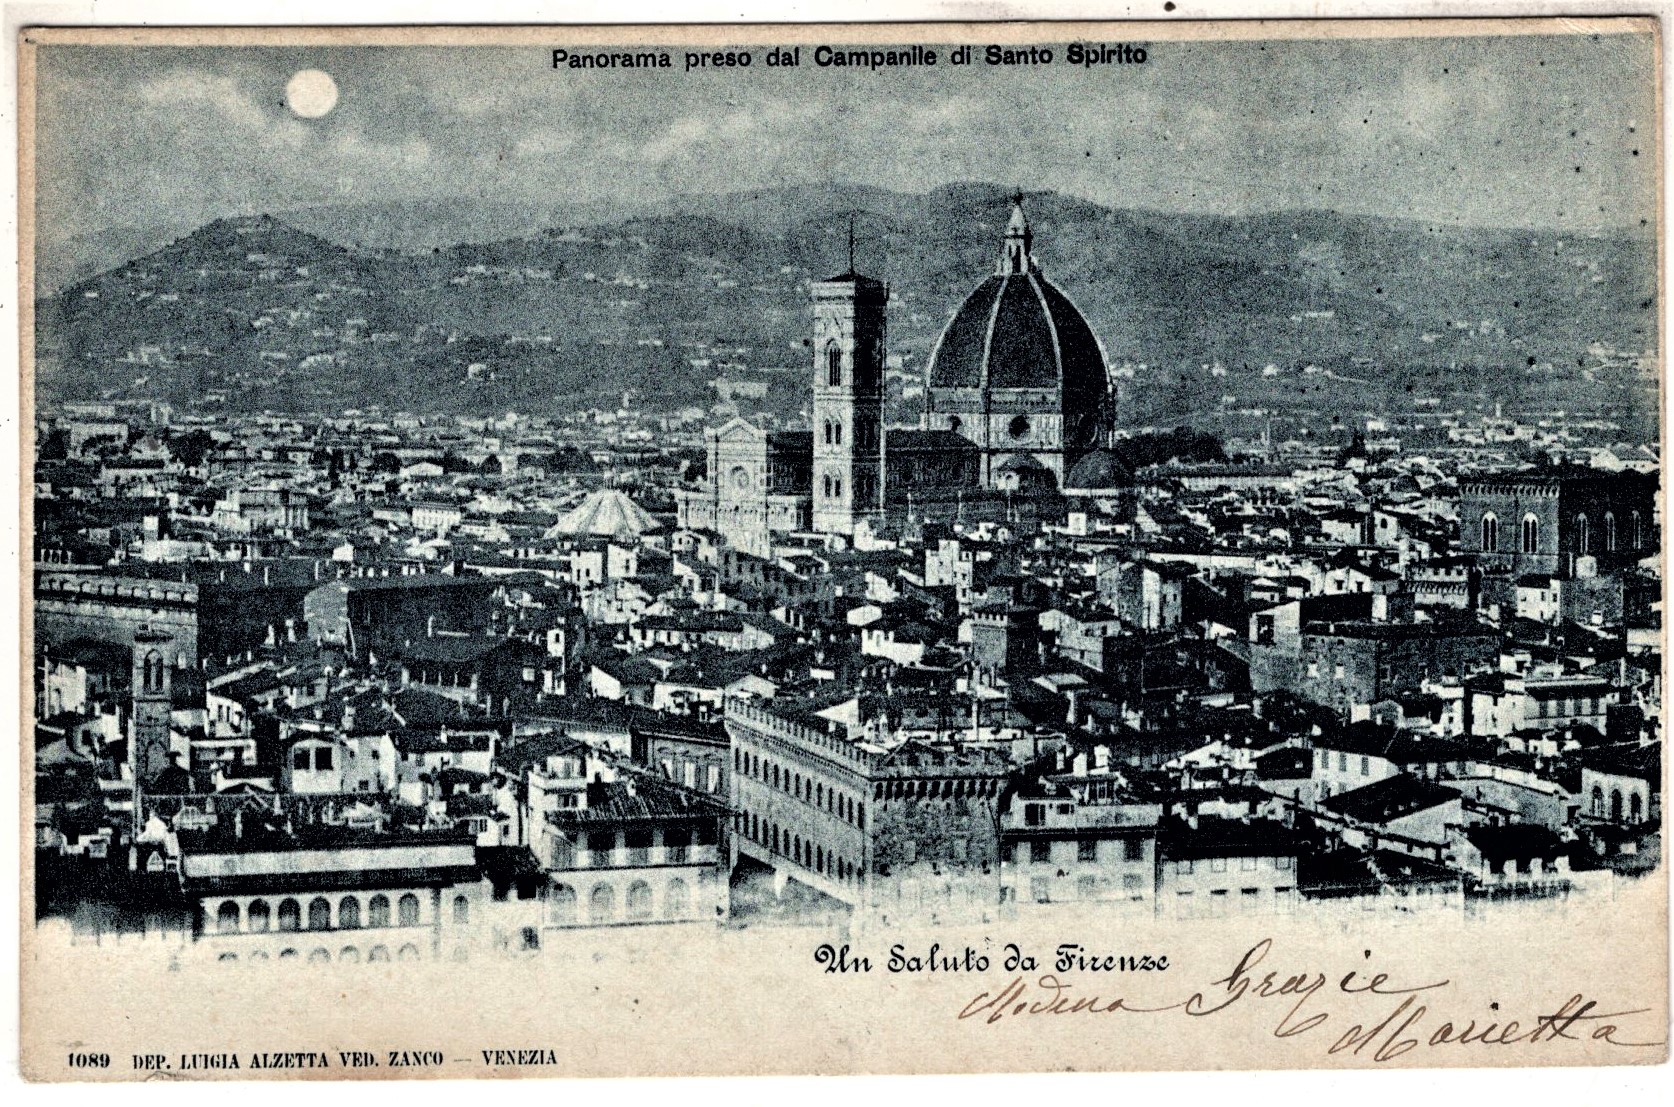 Panorama preso dal Campanile di Santo Spirito
Un Saluto da Firenze
Modena Grazie
Marietta
1089 DEP. LUIGIA ALZETTA VED. ZANCO — VENEZIA